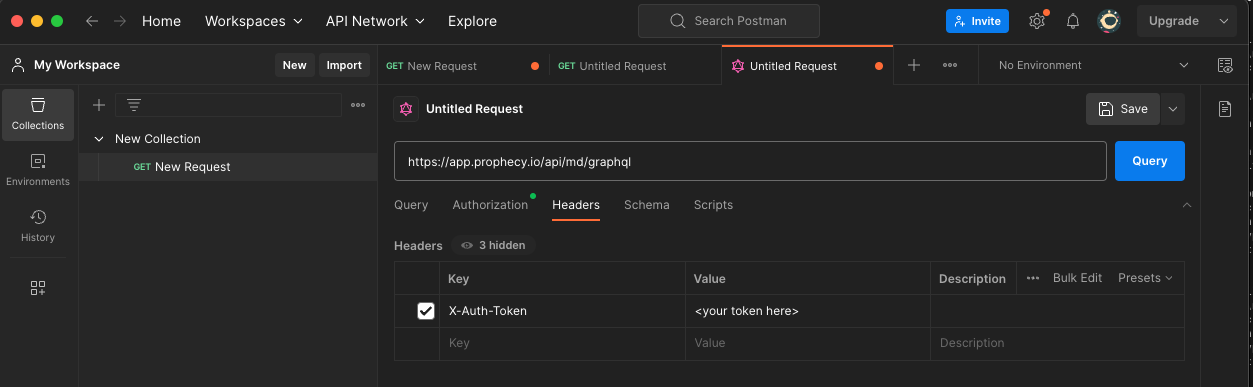 Home Workspaces API Network Explore Search Postman Invite Upgrade
My Workspace New Import GET New Request GET Untitled Request Untitled Request No Environment
Collections
Environments
History
New Collection
GET New Request
Untitled Request Save
https://app.prophecy.io/api/md/graphql Query
Query Authorization Headers Schema Scripts
Headers 3 hidden
Key Value Description Bulk Edit Presets
X-Auth-Token <your token here>
Key Value Description